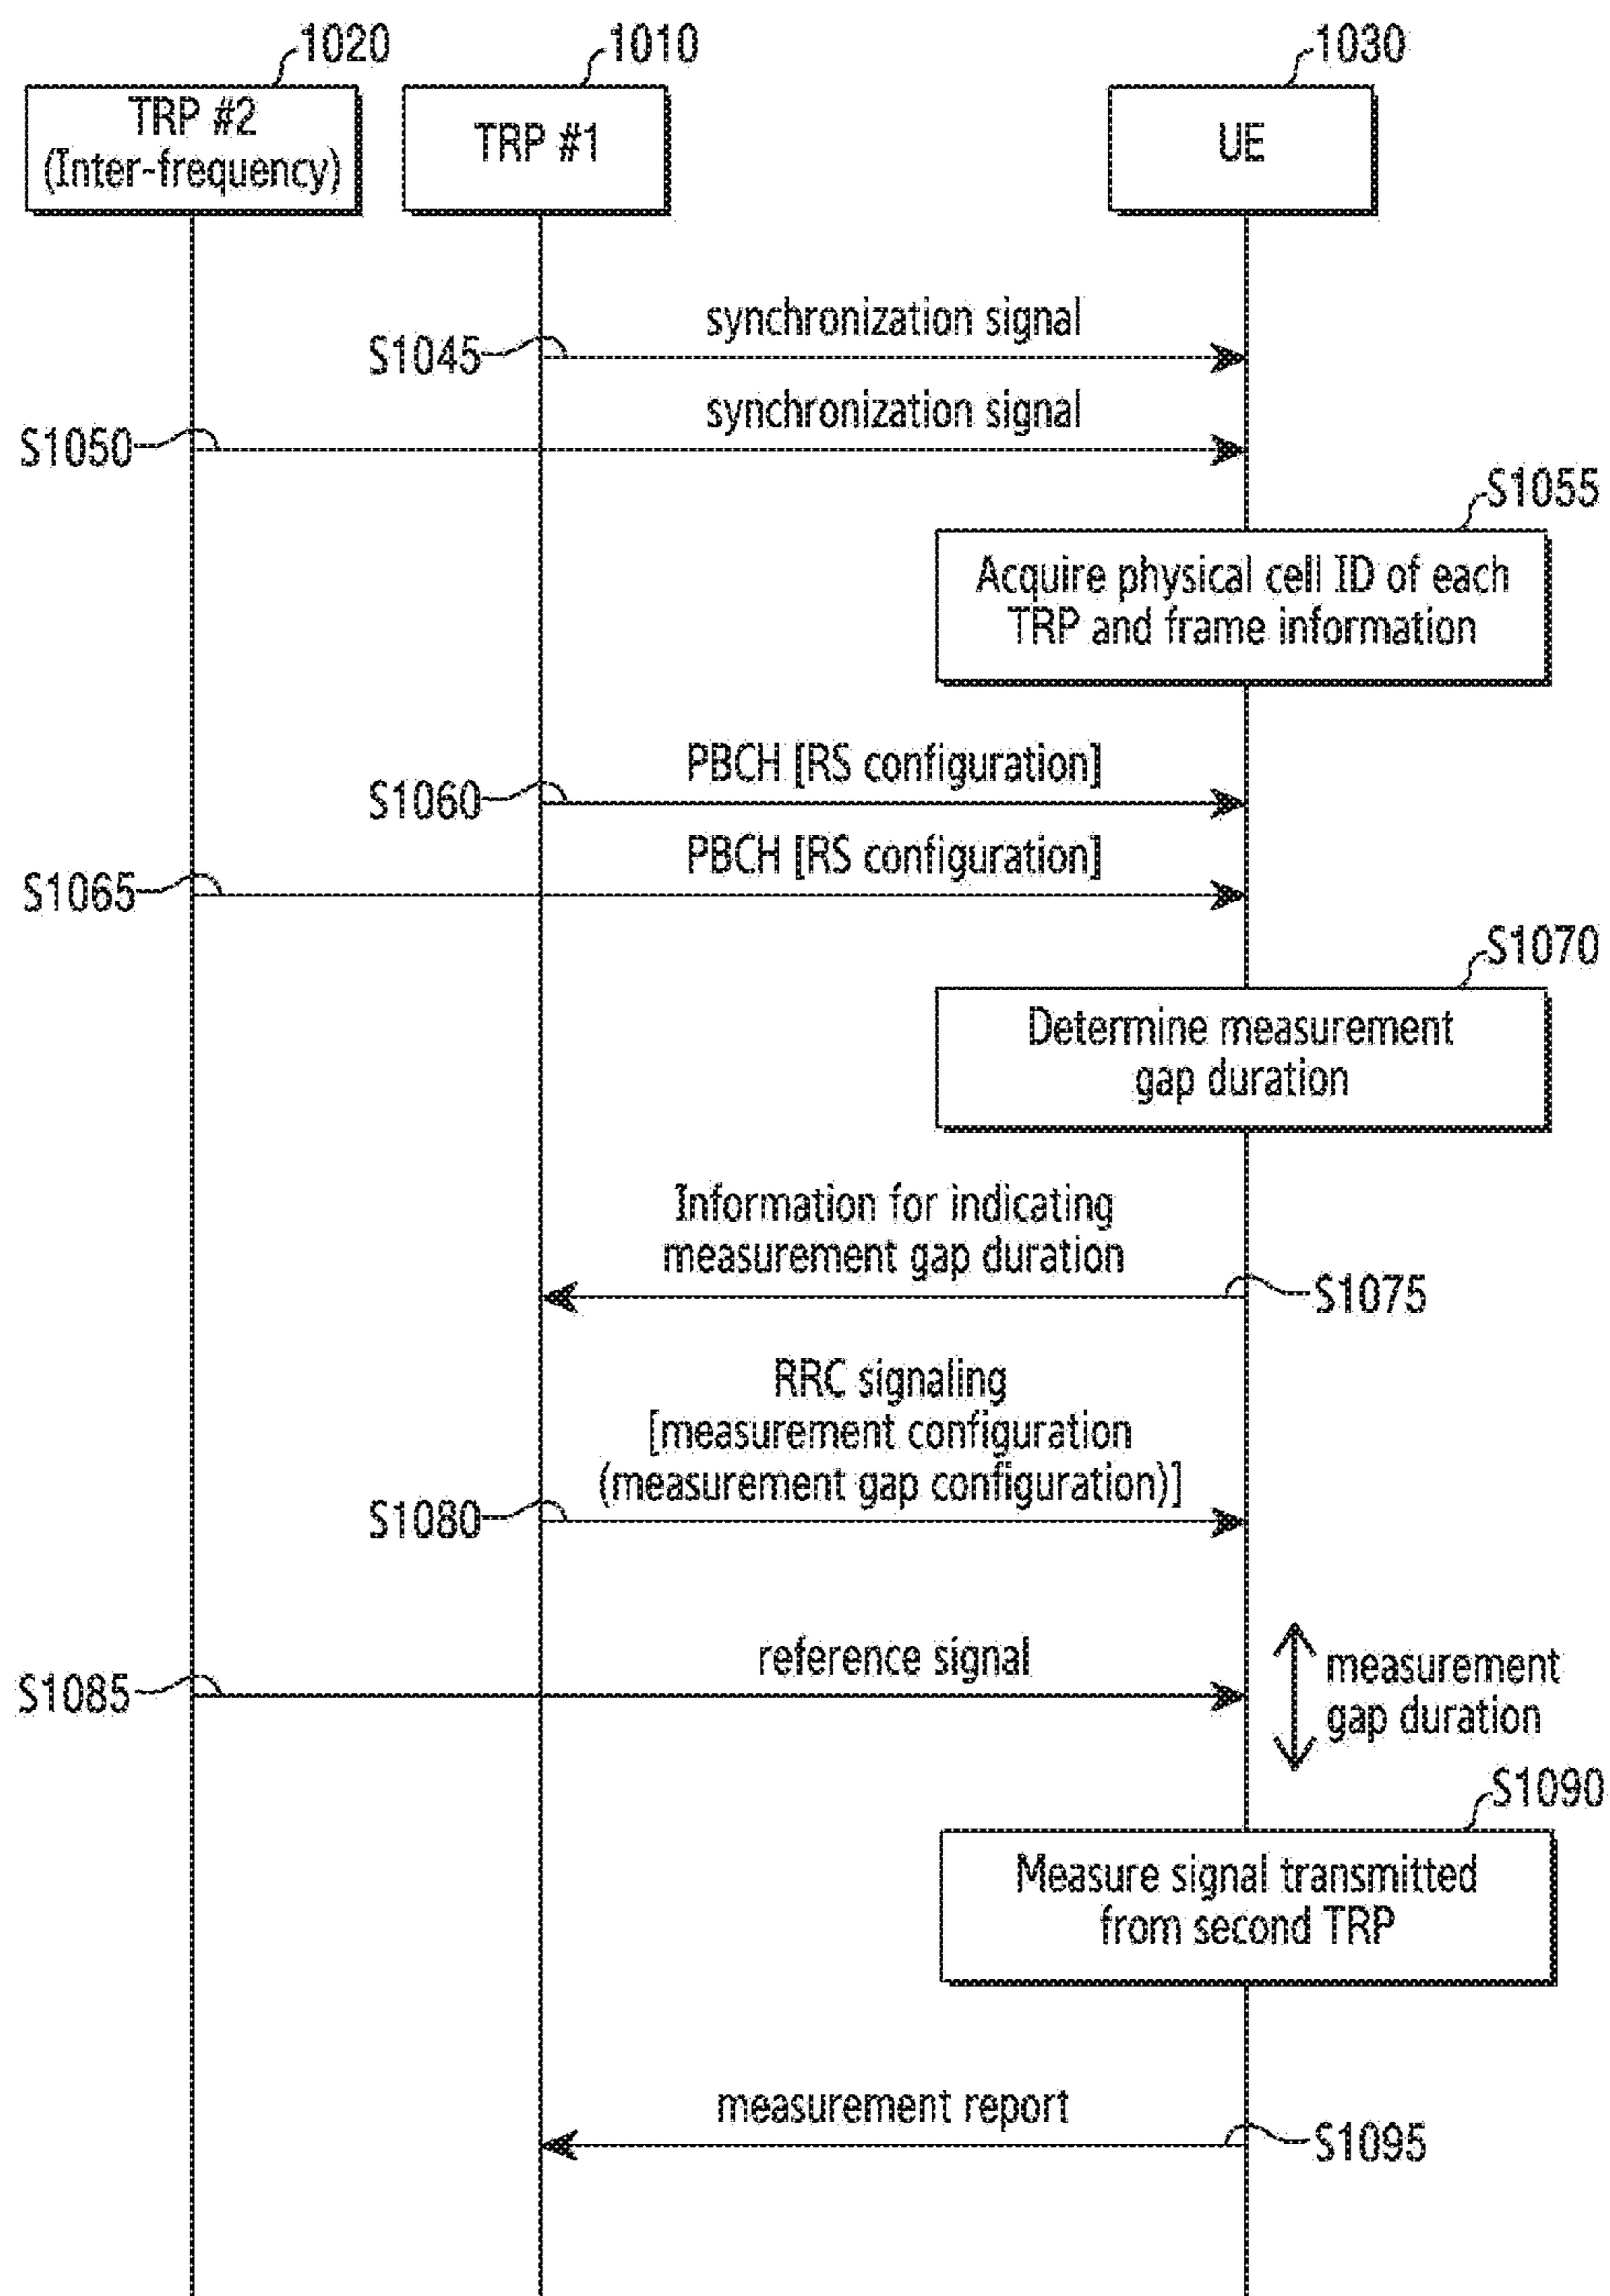 1020
1010
1030
TRP #2
(Inter-frequency)
TRP #1
UE
synchronization signal
S1045
synchronization signal
S1050
S1055
Acquire physical cell ID of each
TRP and frame information
PBCH [RS configuration]
S1060
PBCH [RS configuration]
S1065
S1070
Determine measurement
gap duration
Information for indicating
measurement gap duration
S1075
RRC signaling
[measurement configuration
(measurement gap configuration)]
S1080
reference signal
S1085
measurement
gap duration
S1090
Measure signal transmitted
from second TRP
measurement report
S1095